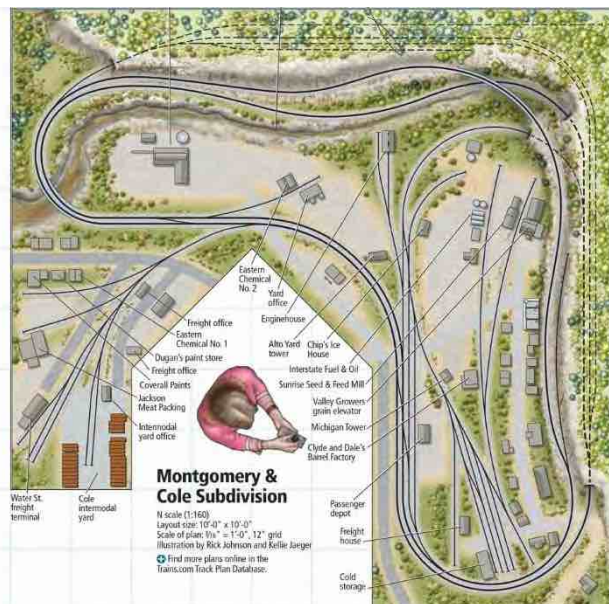 Eastern
Chemical
No. 2
Yard
office
Enginehouse
Alto Yard
tower
Chip's Ice
House
Interstate Fuel & Oil
Sunrise Seed & Feed Mill
Valley Growers
grain elevator
Michigan Tower
Clyde and Dale's
Barrel Factory
Freight office
Eastern
Chemical No. 1
Dugan's paint store
Freight office
Coverall Paints
Jackson
Meat Packing
Intermodal
yard office
Water St.
freight
terminal
Cole
intermodal
yard
Passenger
depot
Freight
house
Cold
storage
Montgomery &
Cole Subdivision
N scale (1:160)
Layout size: 10'-0" x 10'-0"
Scale of plan: 3/16" = 1'-0", 12" grid
Illustration by Rick Johnson and Kellie Jaeger
Find more plans online in the
Trains.com Track Plan Database.